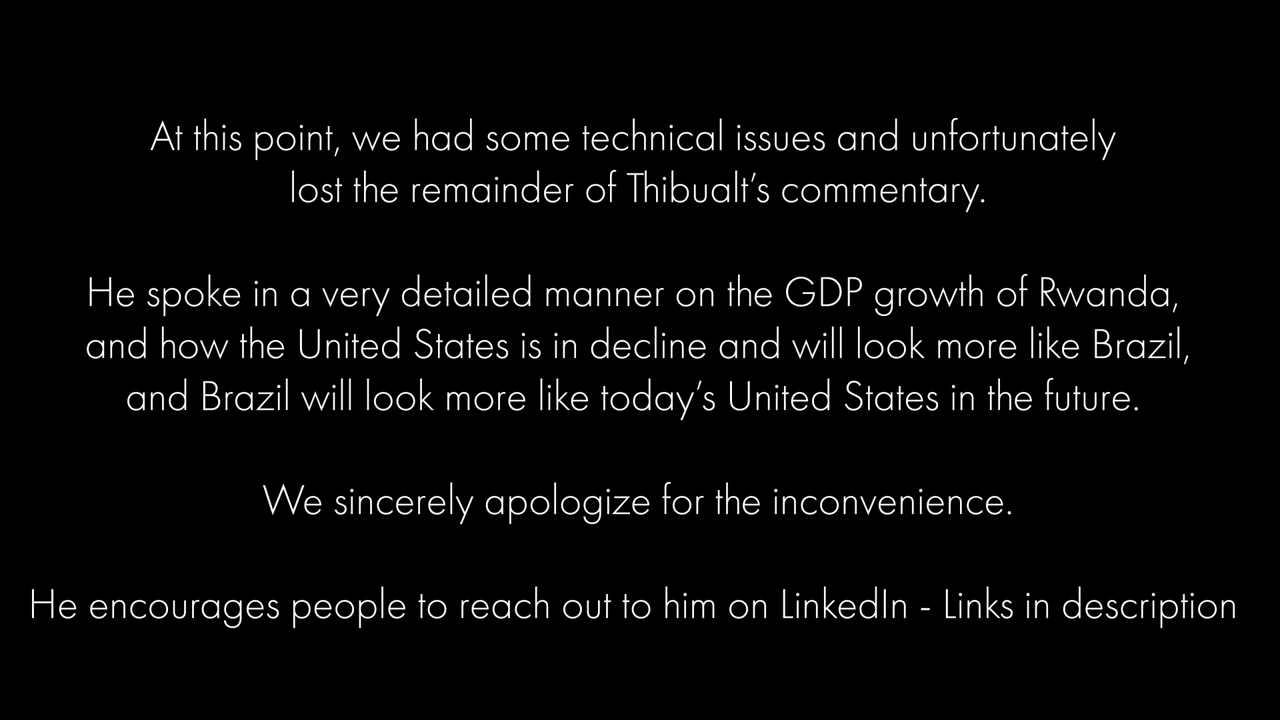 At this point, we had some technical issues and unfortunately
lost the remainder of Thibualt’s commentary.
He spoke in a very detailed manner on the GDP growth of Rwanda,
and how the United States is in decline and will look more like Brazil,
and Brazil will look more like today’s United States in the future.
We sincerely apologize for the inconvenience.
He encourages people to reach out to him on LinkedIn - Links in description